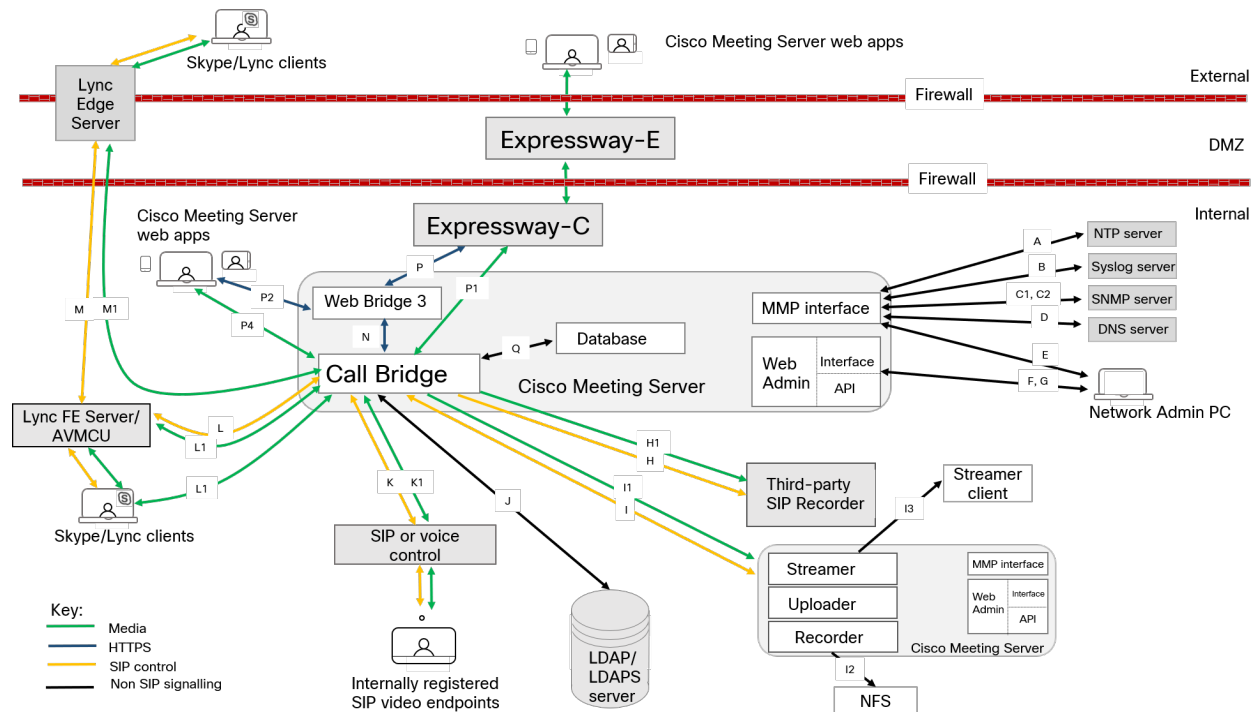 Skype/Lync clients
Cisco Meeting Server web apps
External
Firewall
Lync
Edge
Server
Expressway-E
DMZ
Firewall
Internal
Cisco Meeting Server
web apps
Expressway-C
P
P1
P2
P4
N
M
M1
Web Bridge 3
Call Bridge
Q
Database
Cisco Meeting Server
MMP interface
Web
Admin
Interface
API
A
NTP server
B
Syslog server
C1, C2
SNMP server
D
DNS server
E
F, G
Network Admin PC
Lync FE Server/
AVMCU
L
L1
L1
S
Skype/Lync clients
S
K
K1
J
H1
H
I1
I
Third-party
SIP Recorder
I3
Streamer
client
SIP or voice
control
Streamer
Uploader
Recorder
MMP interface
Web
Admin
Interface
API
Cisco Meeting Server
I2
NFS
LDAP/
LDAPS
server
Internally registered
SIP video endpoints
Key:
Media
HTTPS
SIP control
Non SIP signalling